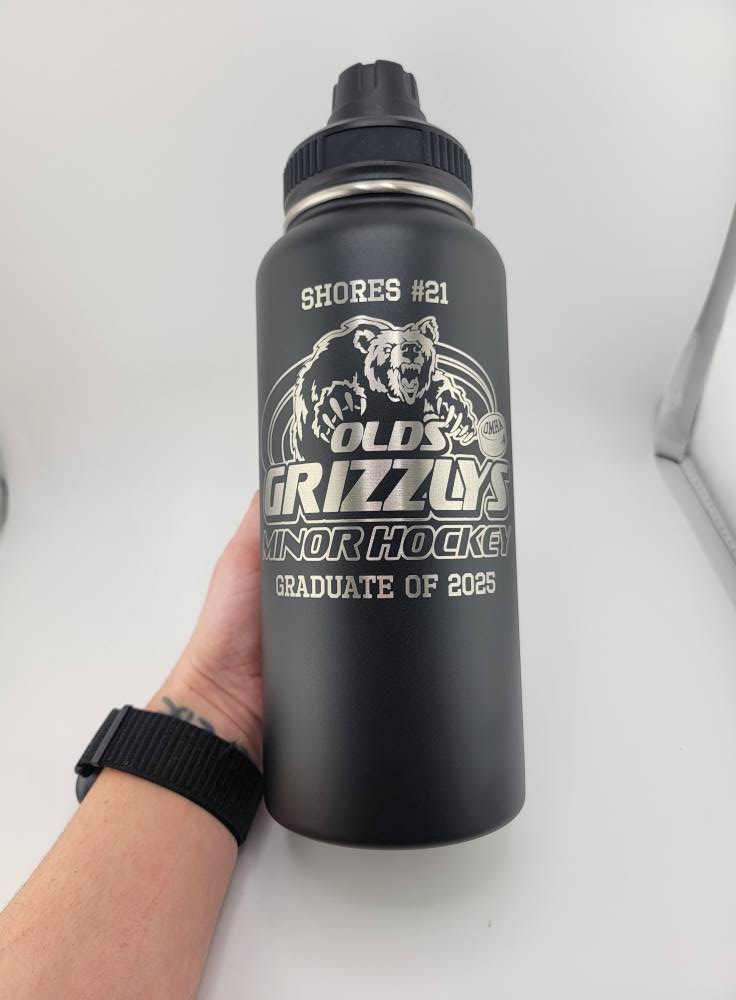 SHORES #21
OLDS
OMHA
GRIZZLYS
MINOR HOCKEY
GRADUATE OF 2025